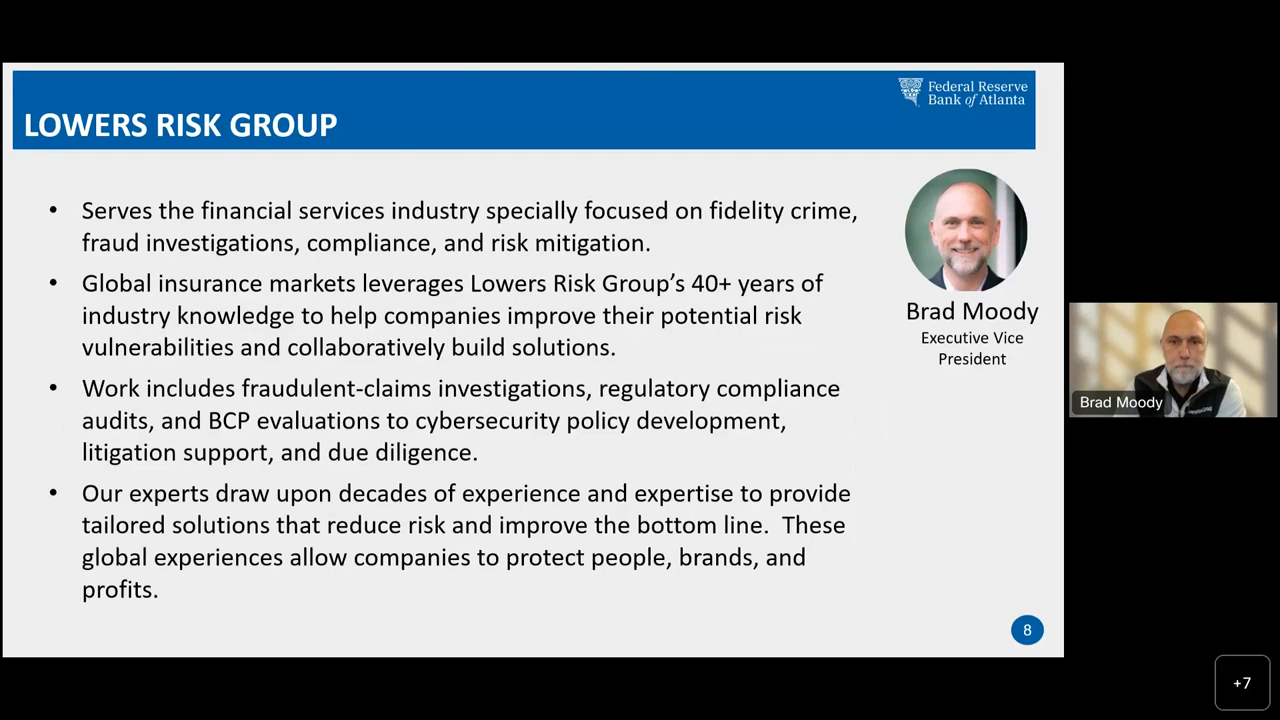 Federal Reserve
Bank of Atlanta
LOWERS RISK GROUP
• Serves the financial services industry specially focused on fidelity crime,
fraud investigations, compliance, and risk mitigation.
• Global insurance markets leverages Lowers Risk Group’s 40+ years of
industry knowledge to help companies improve their potential risk
vulnerabilities and collaboratively build solutions.
• Work includes fraudulent-claims investigations, regulatory compliance
audits, and BCP evaluations to cybersecurity policy development,
litigation support, and due diligence.
• Our experts draw upon decades of experience and expertise to provide
tailored solutions that reduce risk and improve the bottom line.  These
global experiences allow companies to protect people, brands, and
profits.
Brad Moody
Executive Vice
President
8
Brad Moody
+7